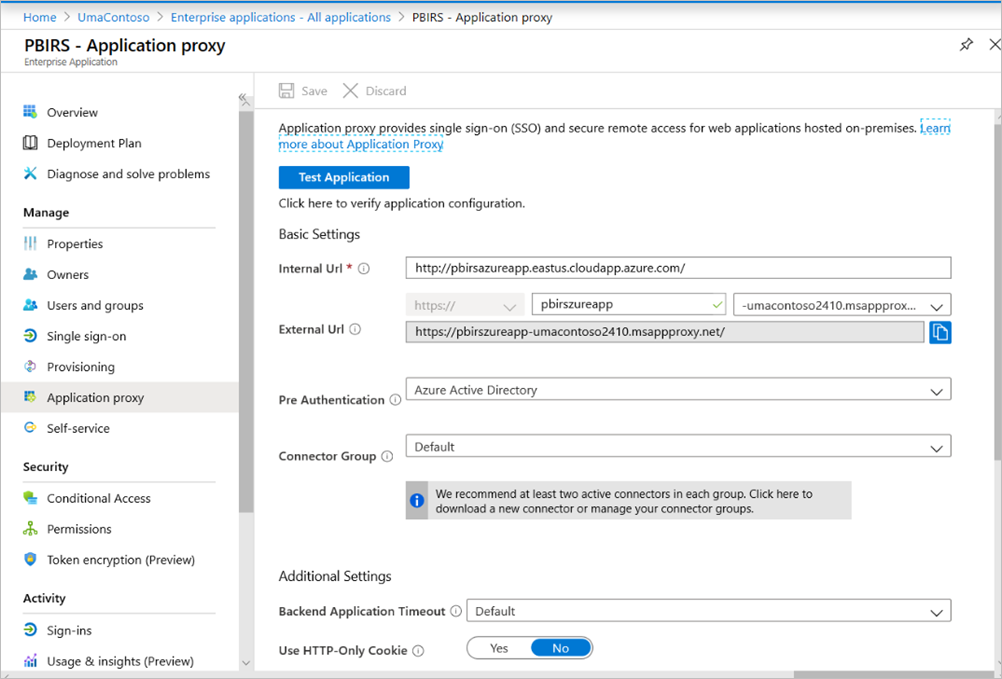 Home > UmaContoso > Enterprise applications - All applications > PBIRS - Application proxy
PBIRS - Application proxy
Enterprise Application
Overview
Deployment Plan
Diagnose and solve problems
Manage
Properties
Owners
Users and groups
Single sign-on
Provisioning
Application proxy
Self-service
Security
Conditional Access
Permissions
Token encryption (Preview)
Activity
Sign-ins
Usage & insights (Preview)
Save Discard
Application proxy provides single sign-on (SSO) and secure remote access for web applications hosted on-premises. Learn
more about Application Proxy
Test Application
Click here to verify application configuration.
Basic Settings
Internal Url * http://pbirsazureapp.eastus.cloudapp.azure.com/
https:// pbirszureapp -umacontoso2410.msappprox...
External Url https://pbirszureapp-umacontoso2410.msappproxy.net/
Pre Authentication Azure Active Directory
Connector Group Default
We recommend at least two active connectors in each group. Click here to
download a new connector or manage your connector groups.
Additional Settings
Backend Application Timeout Default
Use HTTP-Only Cookie Yes No